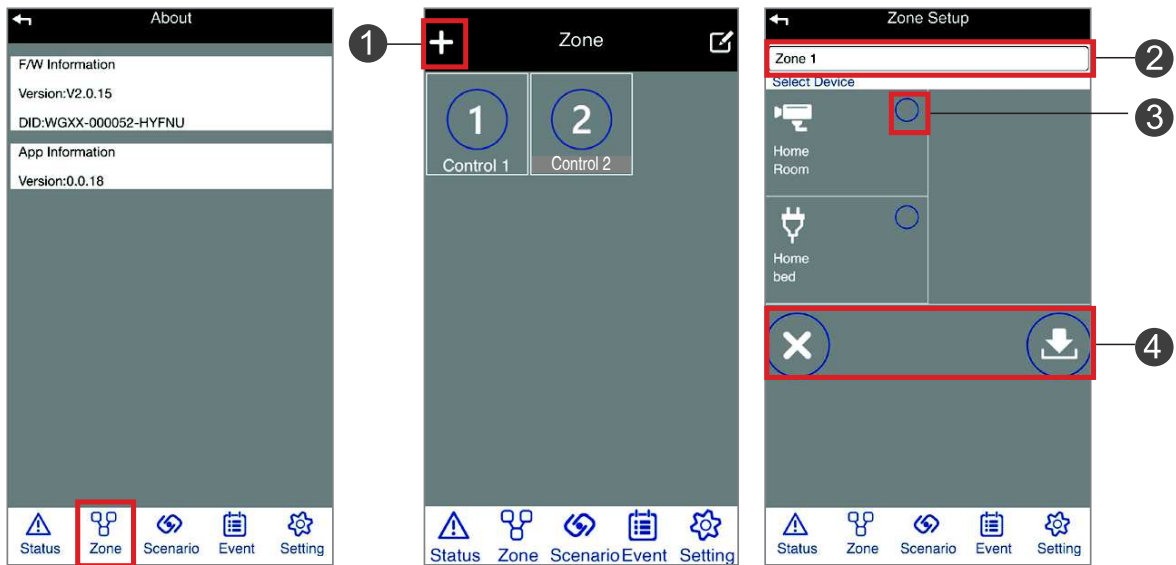 About
F/W Information
Version:V2.0.15
DID:WGXX-000052-HYFNU
App Information
Version:0.0.18
Status Zone Scenario Event Setting
1
Zone
1 2
Control 1 Control 2
Status Zone Scenario Event Setting
Zone Setup
Zone 1
2
Select Device
3
Home
Room
Home
bed
4
Status Zone Scenario Event Setting